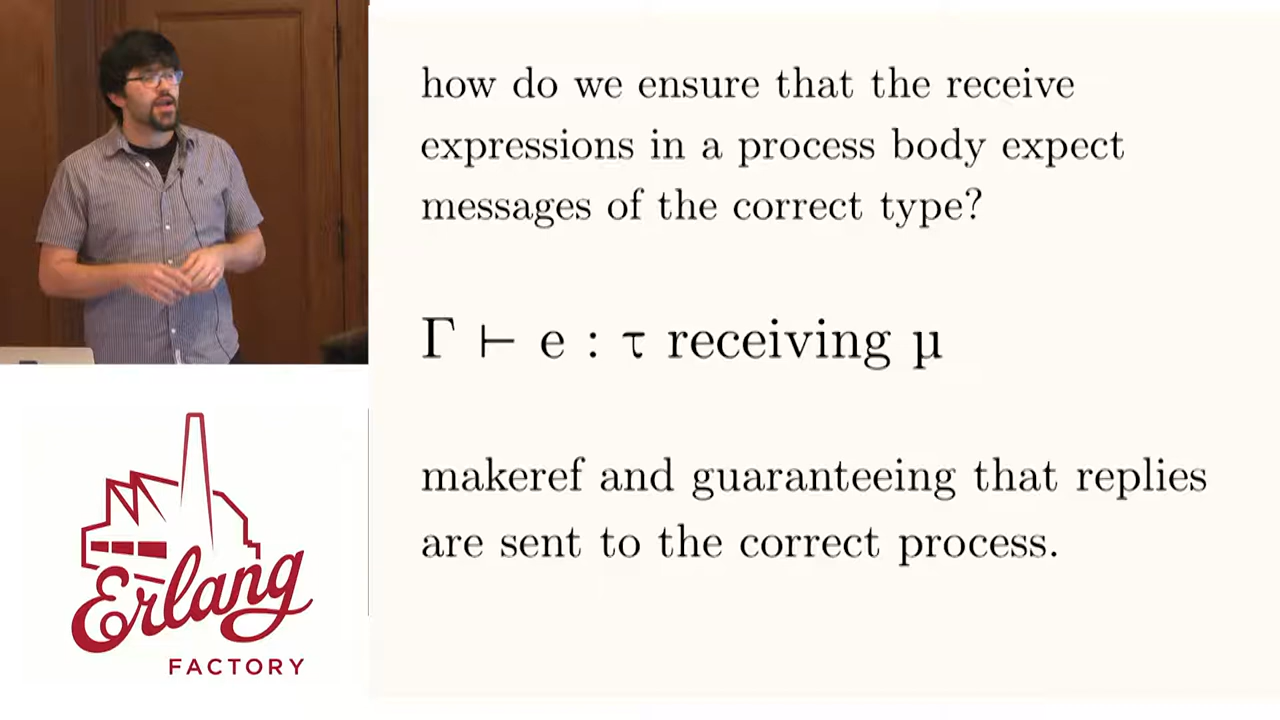 how do we ensure that the receive
expressions in a process body expect
messages of the correct type?
Γ ⊢ e : τ receiving μ
makeref and guaranteeing that replies
are sent to the correct process.
Erlang
FACTORY